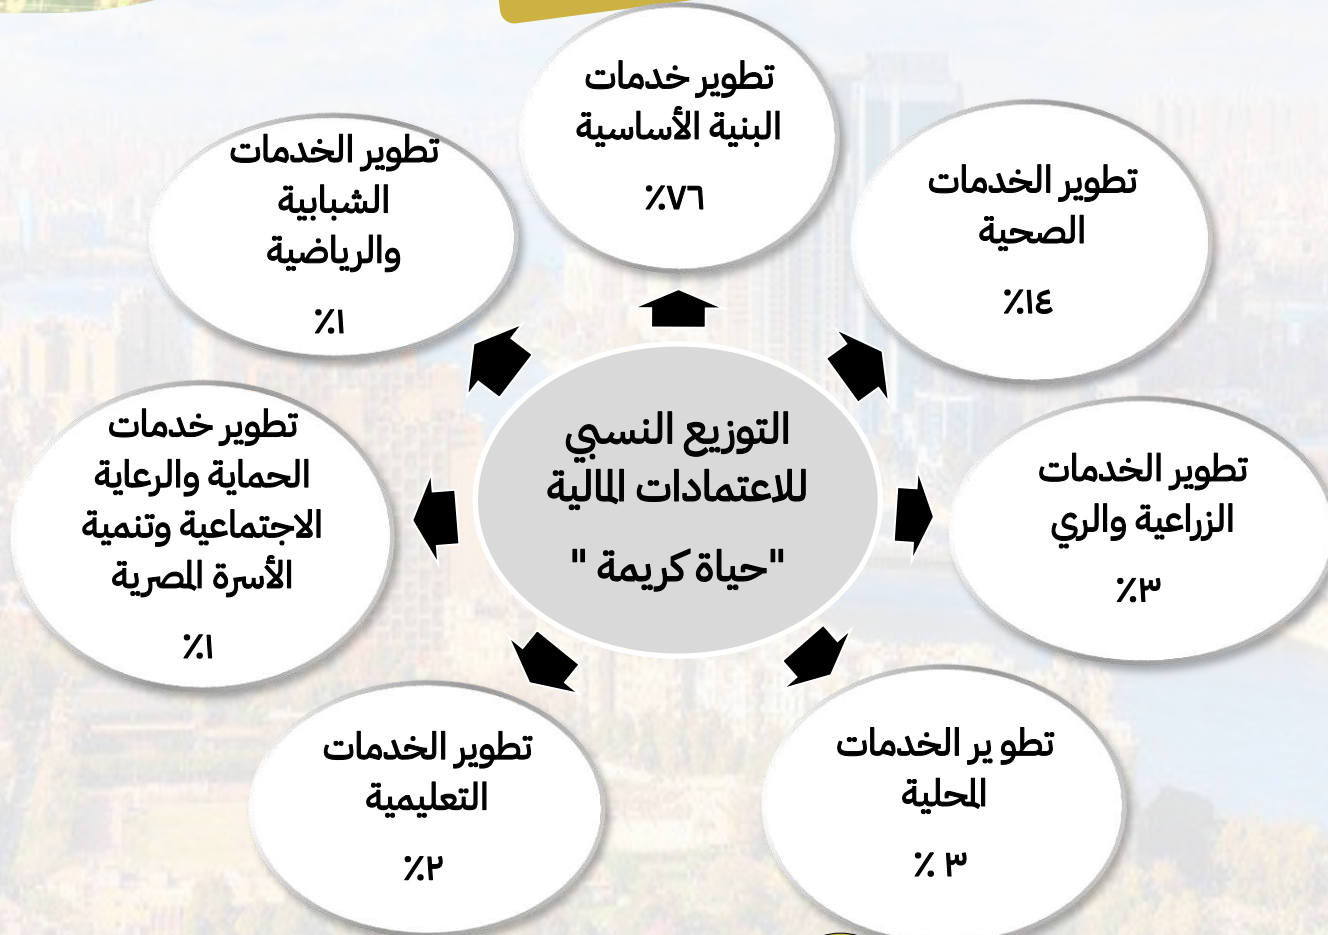 تطوير خدمات
البنية الأساسية
٪٧٦
تطوير الخدمات
الصحية
٪١٤
تطوير الخدمات
الزراعية والري
٪٣
تطو ير الخدمات
المحلية
٪ ٣
تطوير الخدمات
التعليمية
٪٢
تطوير خدمات
الحماية والرعاية
الاجتماعية وتنمية
الأسرة المصرية
٪١
تطوير الخدمات
الشبابية
والرياضية
٪١
التوزيع النسبي
للاعتمادات المالية
"حياة كريمة "